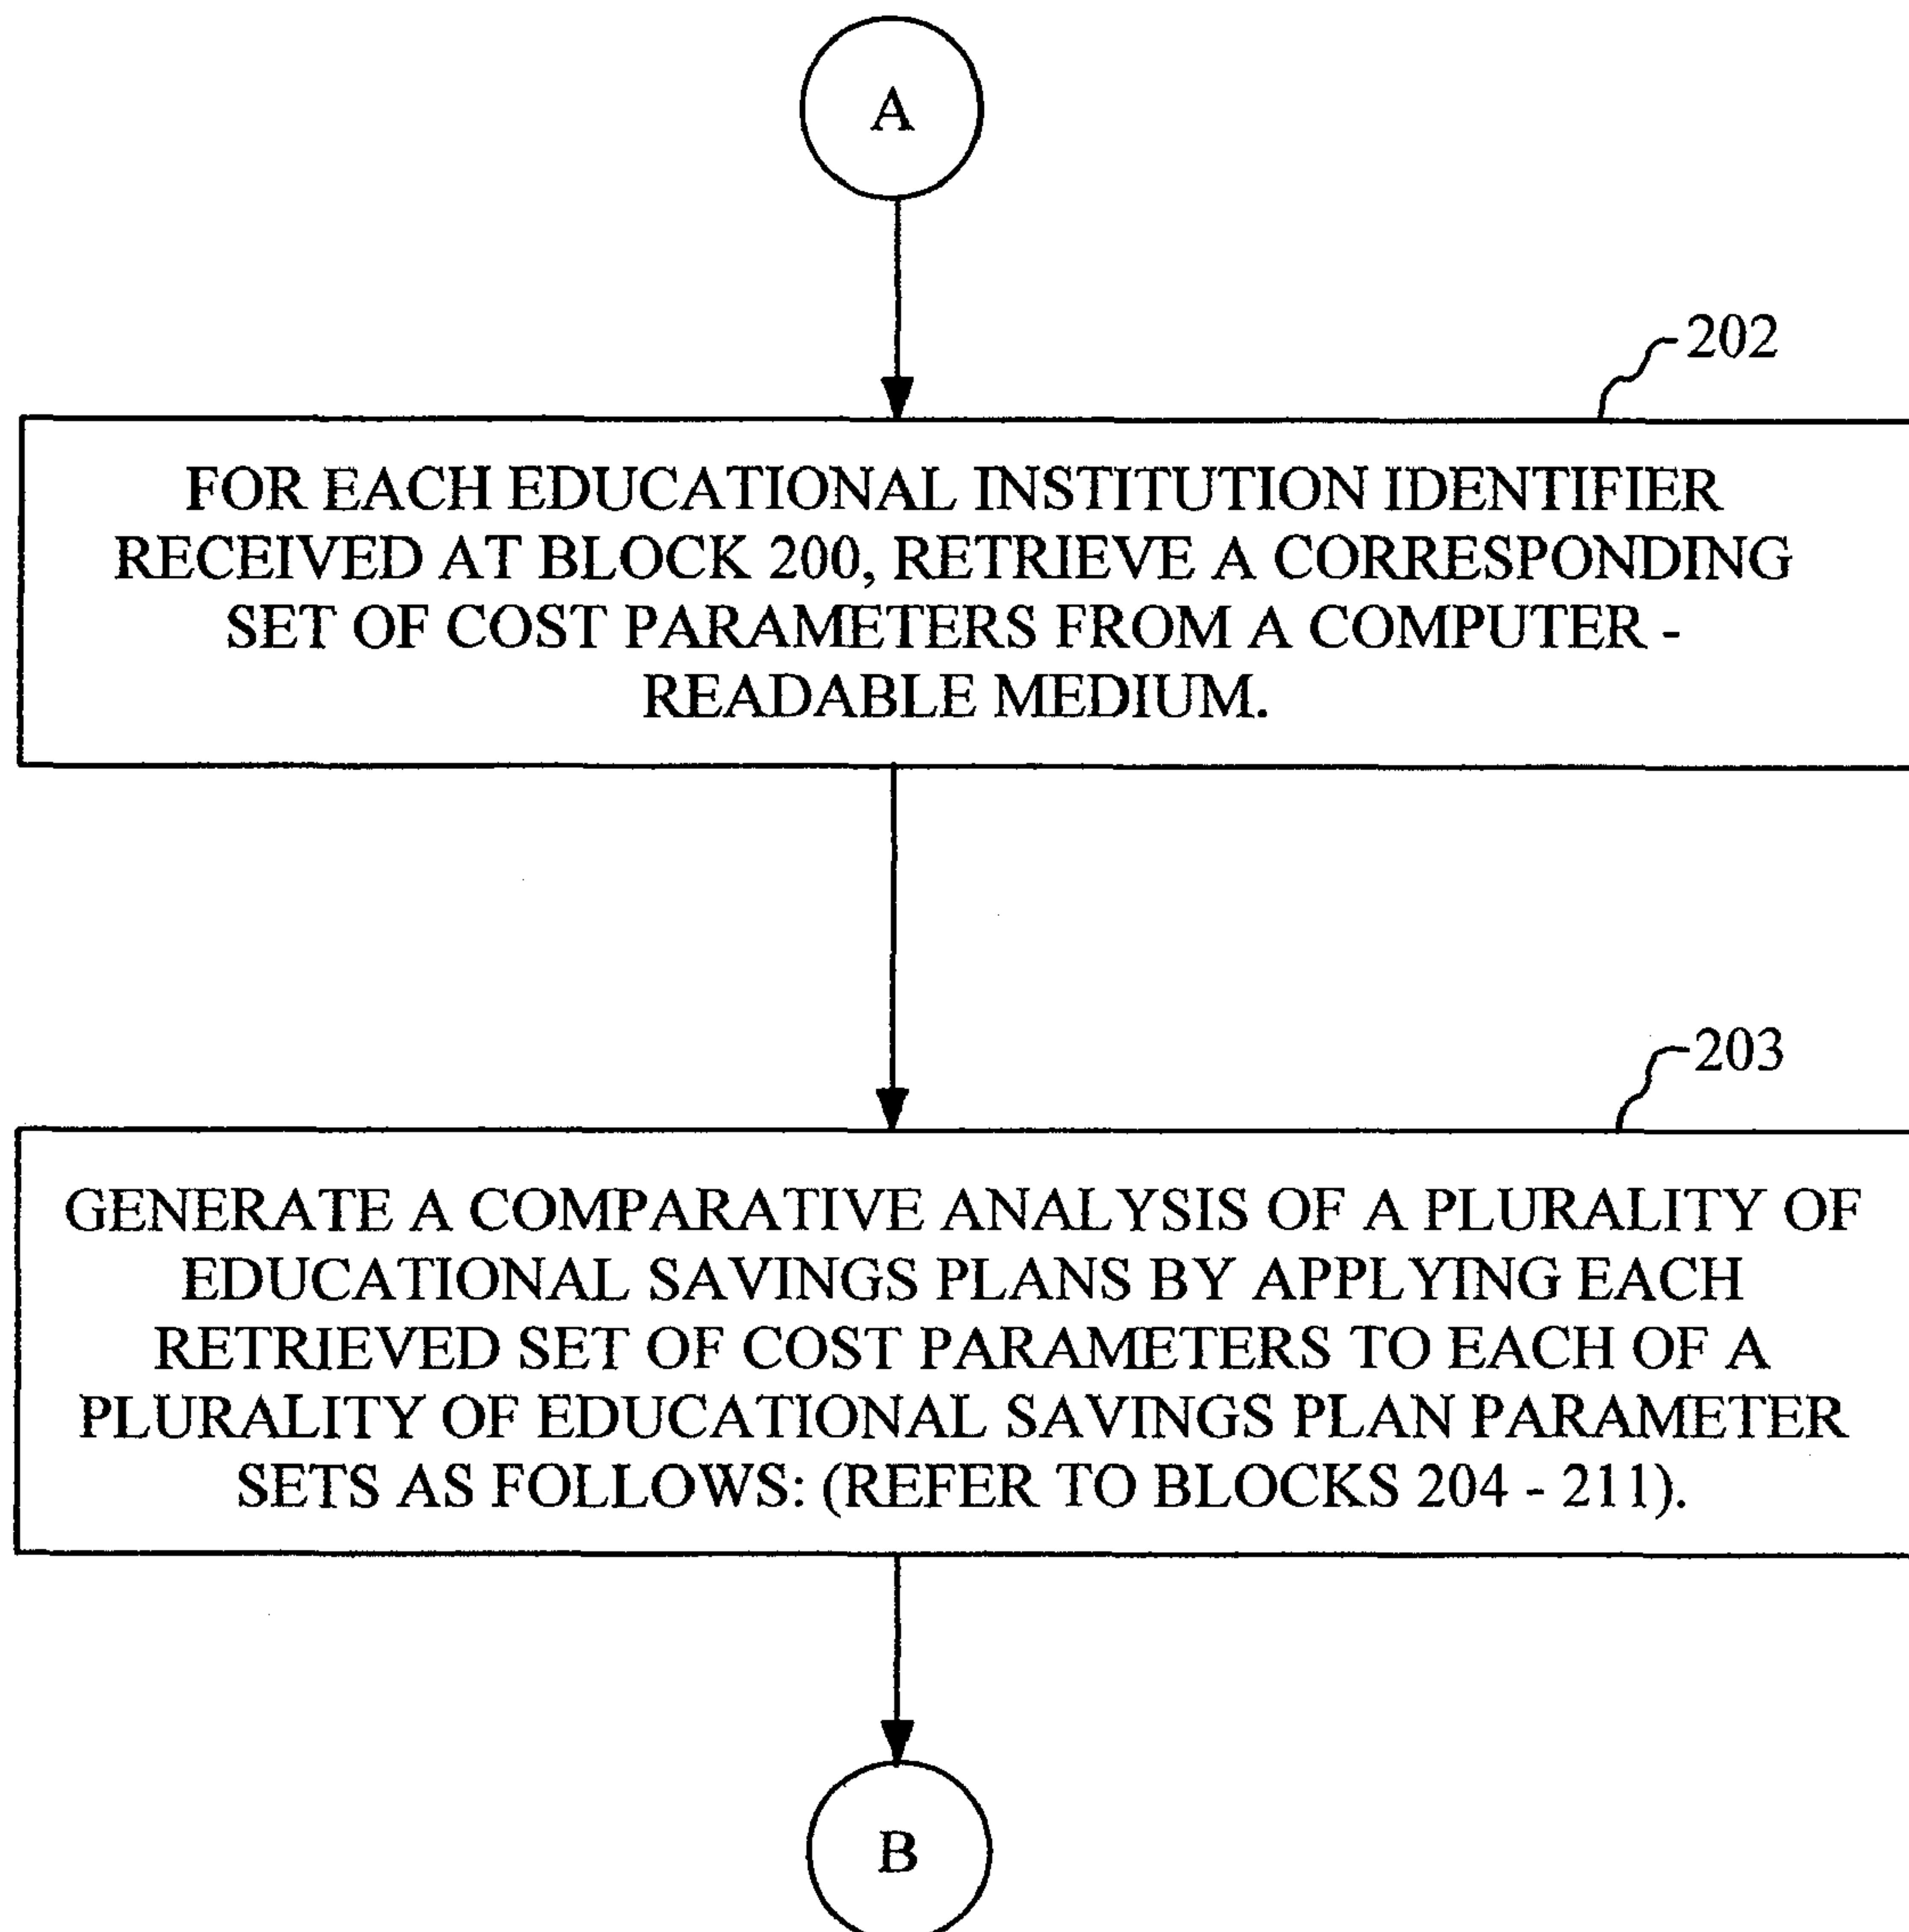 A
202
FOR EACH EDUCATIONAL INSTITUTION IDENTIFIER
RECEIVED AT BLOCK 200, RETRIEVE A CORRESPONDING
SET OF COST PARAMETERS FROM A COMPUTER -
READABLE MEDIUM.
203
GENERATE A COMPARATIVE ANALYSIS OF A PLURALITY OF
EDUCATIONAL SAVINGS PLANS BY APPLYING EACH
RETRIEVED SET OF COST PARAMETERS TO EACH OF A
PLURALITY OF EDUCATIONAL SAVINGS PLAN PARAMETER
SETS AS FOLLOWS: (REFER TO BLOCKS 204 - 211).
B